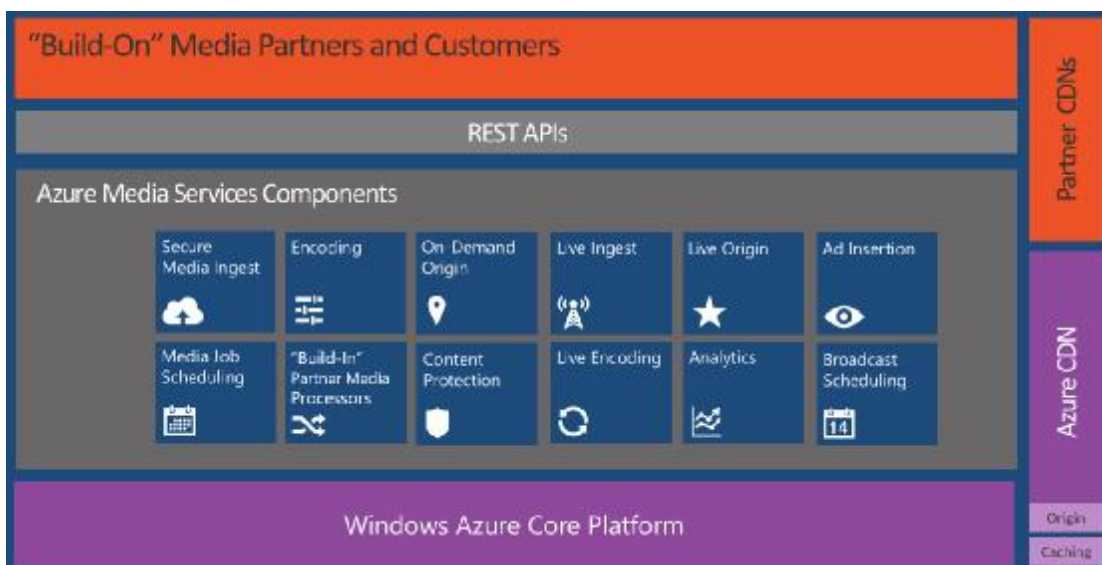 "Build-On" Media Partners and Customers
REST APIs
Azure Media Services Components
Secure
Media Ingest
Encoding
On Demand
Origin
Live Ingest
Live Origin
Ad Insertion
Media Job
Scheduling
"Build-In"
Partner Media
Processors
Content
Protection
Live Encoding
Analytics
Broadcast
Scheduling
14
Windows Azure Core Platform
Partner CDNs
Azure CDN
Origin
Caching